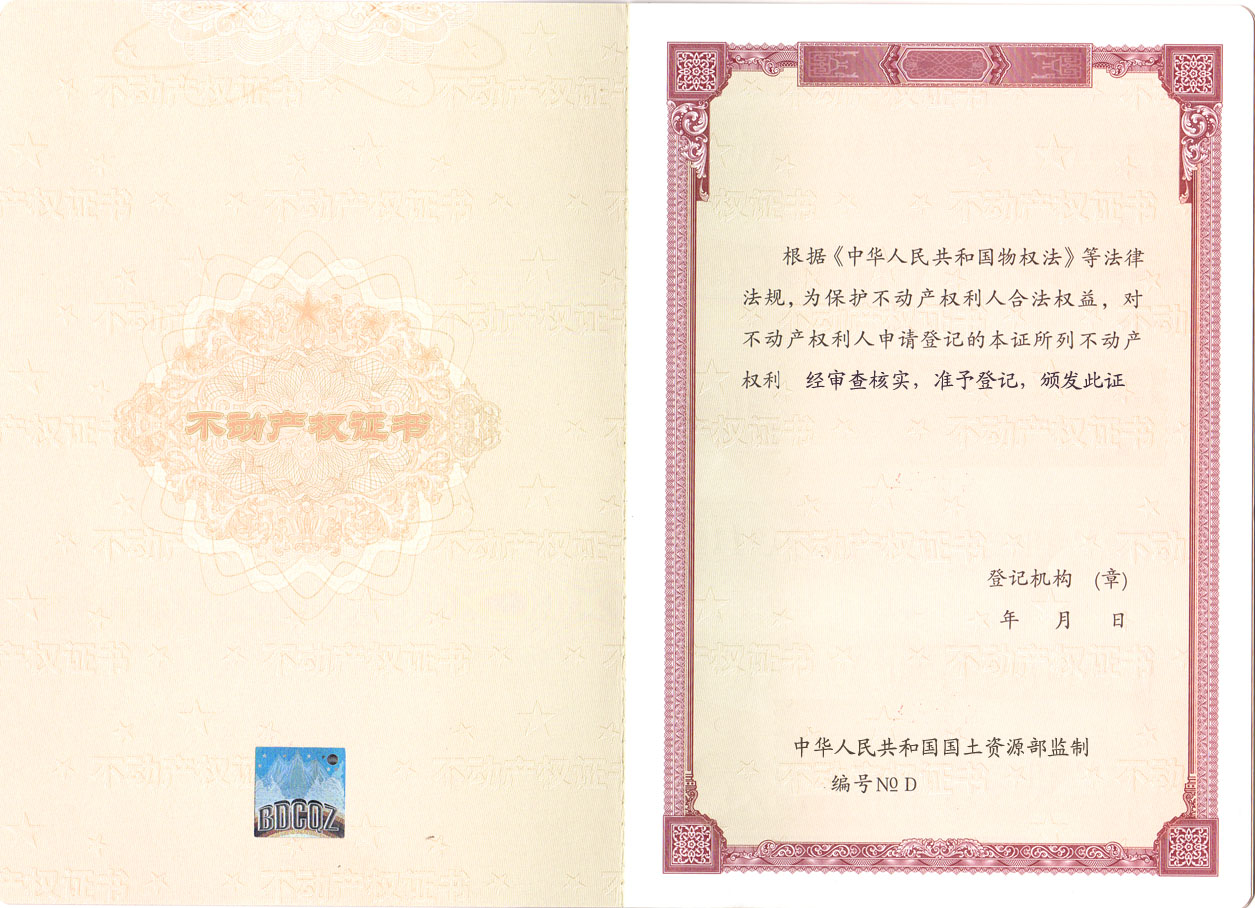 不动产权证书
BDCQZ
根据《中华人民共和国物权法》等法律
法规，为保护不动产权利人合法权益，对
不动产权利人申请登记的本证所列不动产
权利 经审查核实，准予登记，颁发此证
登记机构 (章)
年 月 日
中华人民共和国国土资源部监制
编号 № D